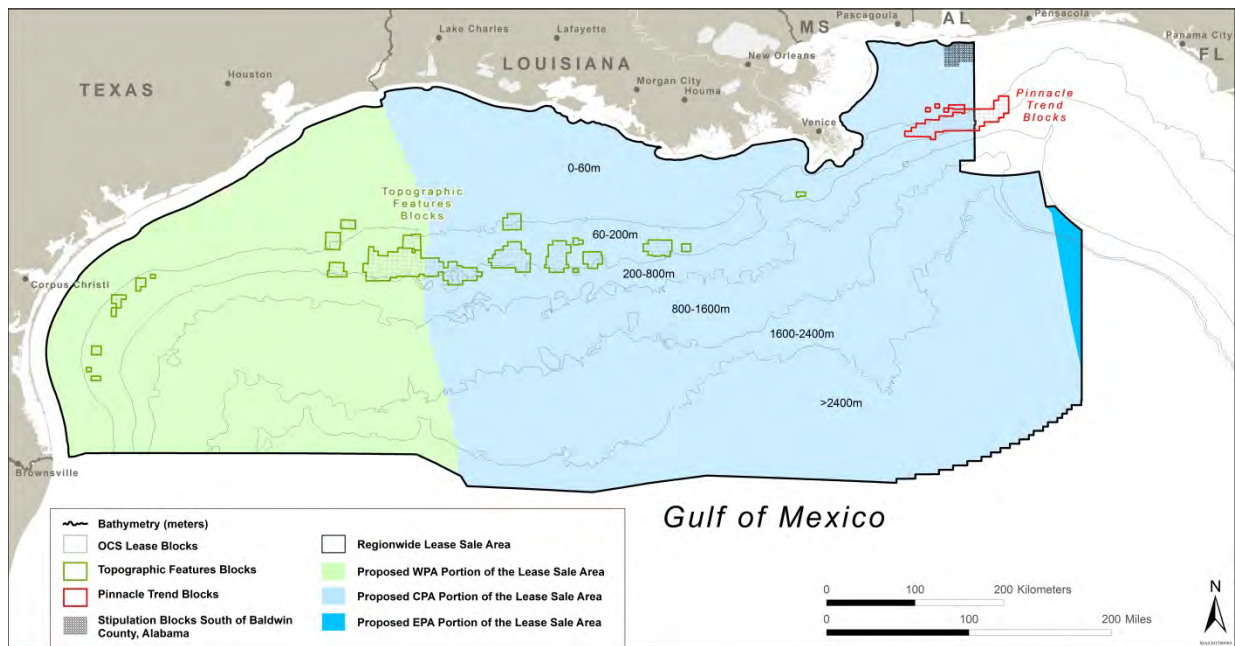 Pascagoula
AL
Pensacola
MS
Lake Charles
Lafayette
Panama City
FL
New Orleans
LOUISIANA
Houston
TEXAS
Morgan City
Houma
Pinnacle
Trend
Blocks
Venice
0-60m
Topographic
Features
Blocks
60-200m
200-800m
Corpus Christi
800-1600m
1600-2400m
>2400m
Brownsville
Gulf of Mexico
Bathymetry (meters)
OCS Lease Blocks
Topographic Features Blocks
Pinnacle Trend Blocks
Stipulation Blocks South of Baldwin
County, Alabama
Regionwide Lease Sale Area
Proposed WPA Portion of the Lease Sale Area
Proposed CPA Portion of the Lease Sale Area
Proposed EPA Portion of the Lease Sale Area
0 100 200 Kilometers
0 100 200 Miles
N